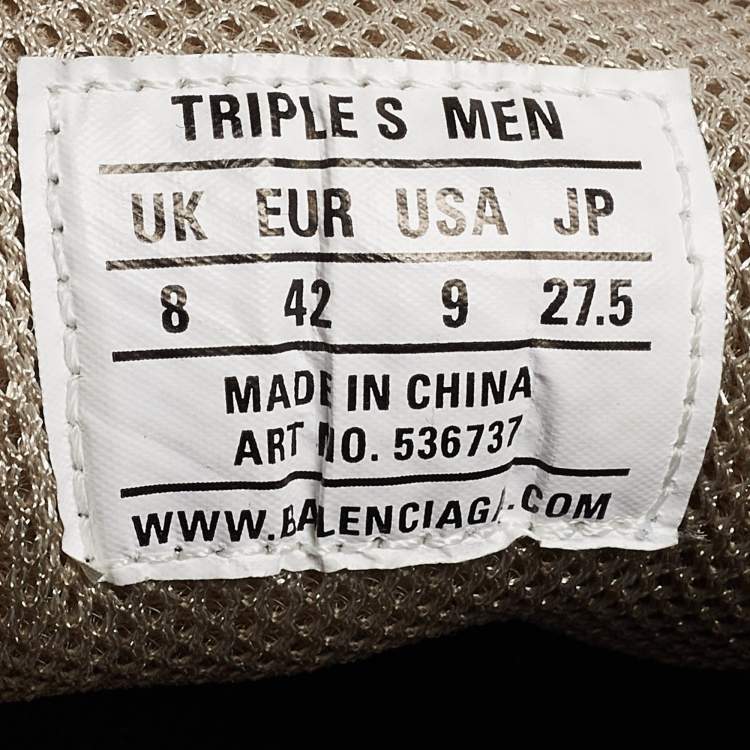 TRIPLE S MEN
UK EUR USA JP
8 42 9 27.5
MADE IN CHINA
ART NO. 536737
WWW.BALENCIAGA.COM